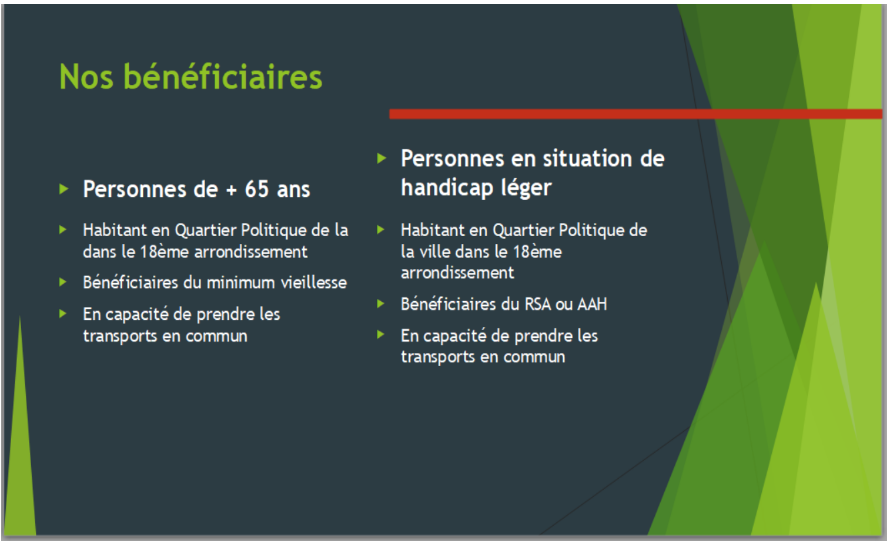 Nos bénéficiaires
Personnes de + 65 ans
Habitant en Quartier Politique de la
dans le 18ème arrondissement
Bénéficiaires du minimum vieillesse
En capacité de prendre les
transports en commun
Personnes en situation de
handicap léger
Habitant en Quartier Politique de
la ville dans le 18ème
arrondissement
Bénéficiaires du RSA ou AAH
En capacité de prendre les
transports en commun